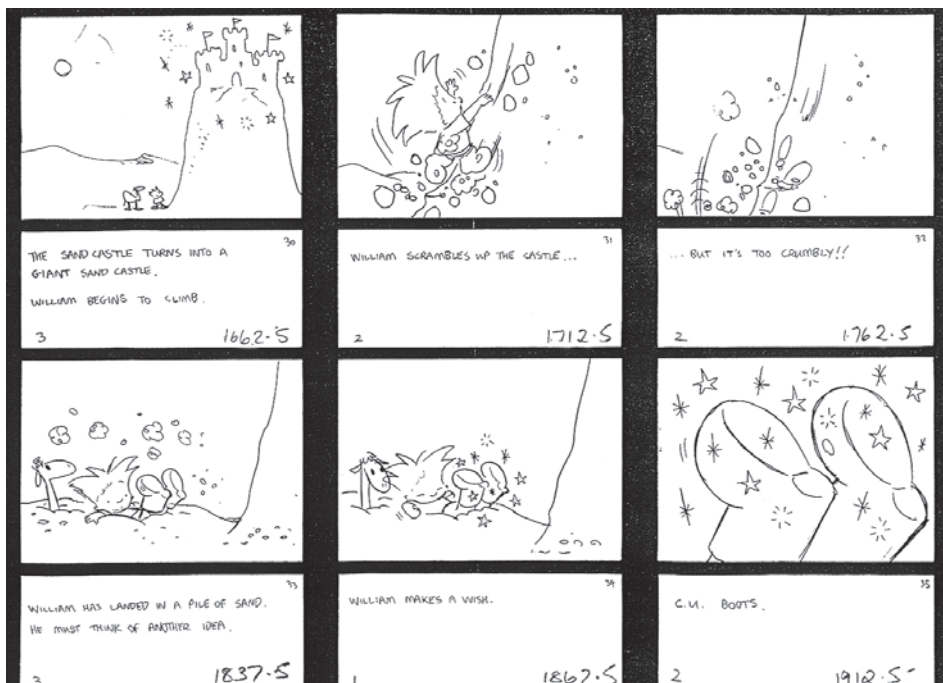 30
THE SANDCASTLE TURNS INTO A
GIANT SAND CASTLE.
WILLIAM BEGINS TO CLIMB.
3 1662.5
31
WILLIAM SCRAMBLES UP THE CASTLE...
2 1712.5
32
...BUT IT'S TOO CRUMBLY!!
2 1762.5
33
WILLIAM HAS LANDED IN A PILE OF SAND.
HE MUST THINK OF ANOTHER IDEA.
3 1837.5
34
WILLIAM MAKES A WISH.
1 1867.5
35
C.U. BOOTS.
2 1912.5